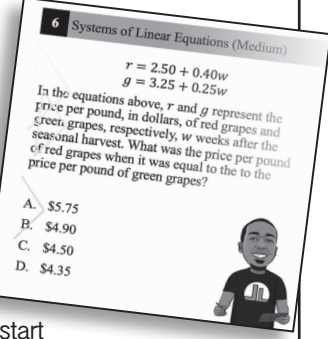 6 Systems of Linear Equations (Medium)
r = 2.50 + 0.40w
g = 3.25 + 0.25w
In the equations above, r and g represent the
price per pound, in dollars, of red grapes and
green grapes, respectively, w weeks after the
seasonal harvest. What was the price per pound
of red grapes when it was equal to the to the
price per pound of green grapes?
A. $5.75
B. $4.90
C. $4.50
D. $4.35
start